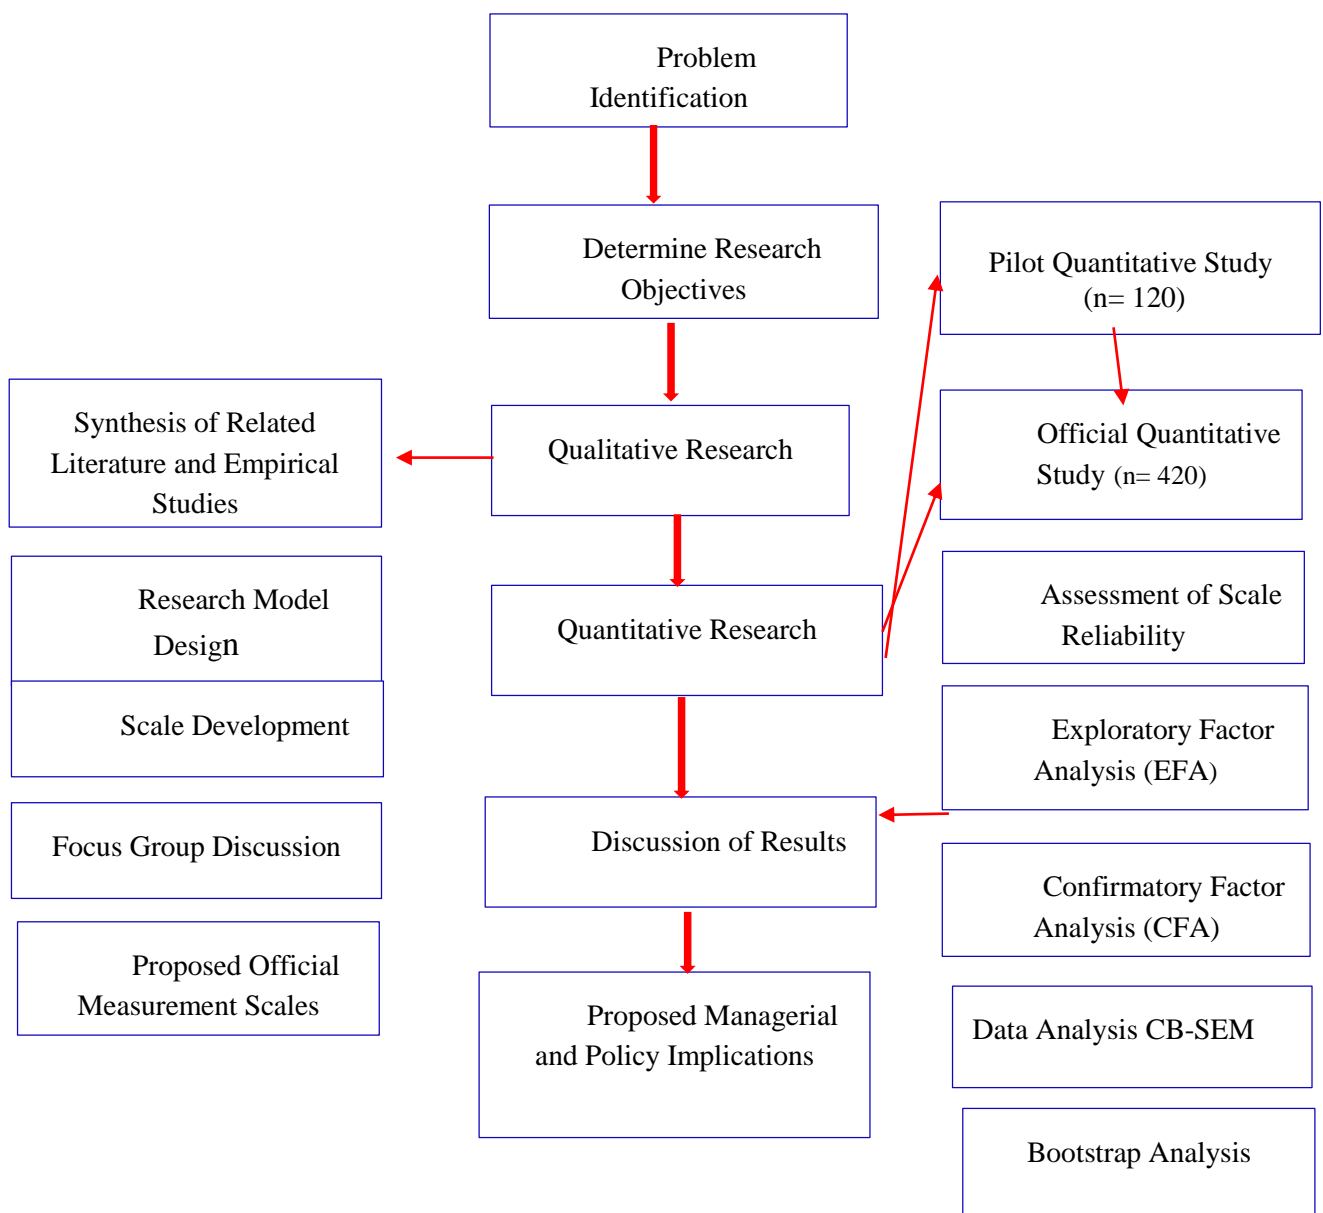 Problem
Identification
Determine Research
Objectives
Pilot Quantitative Study
(n= 120)
Synthesis of Related
Literature and Empirical
Studies
Qualitative Research
Official Quantitative
Study (n= 420)
Research Model
Design
Quantitative Research
Assessment of Scale
Reliability
Scale Development
Exploratory Factor
Analysis (EFA)
Focus Group Discussion
Discussion of Results
Confirmatory Factor
Analysis (CFA)
Proposed Official
Measurement Scales
Proposed Managerial
and Policy Implications
Data Analysis CB-SEM
Bootstrap Analysis